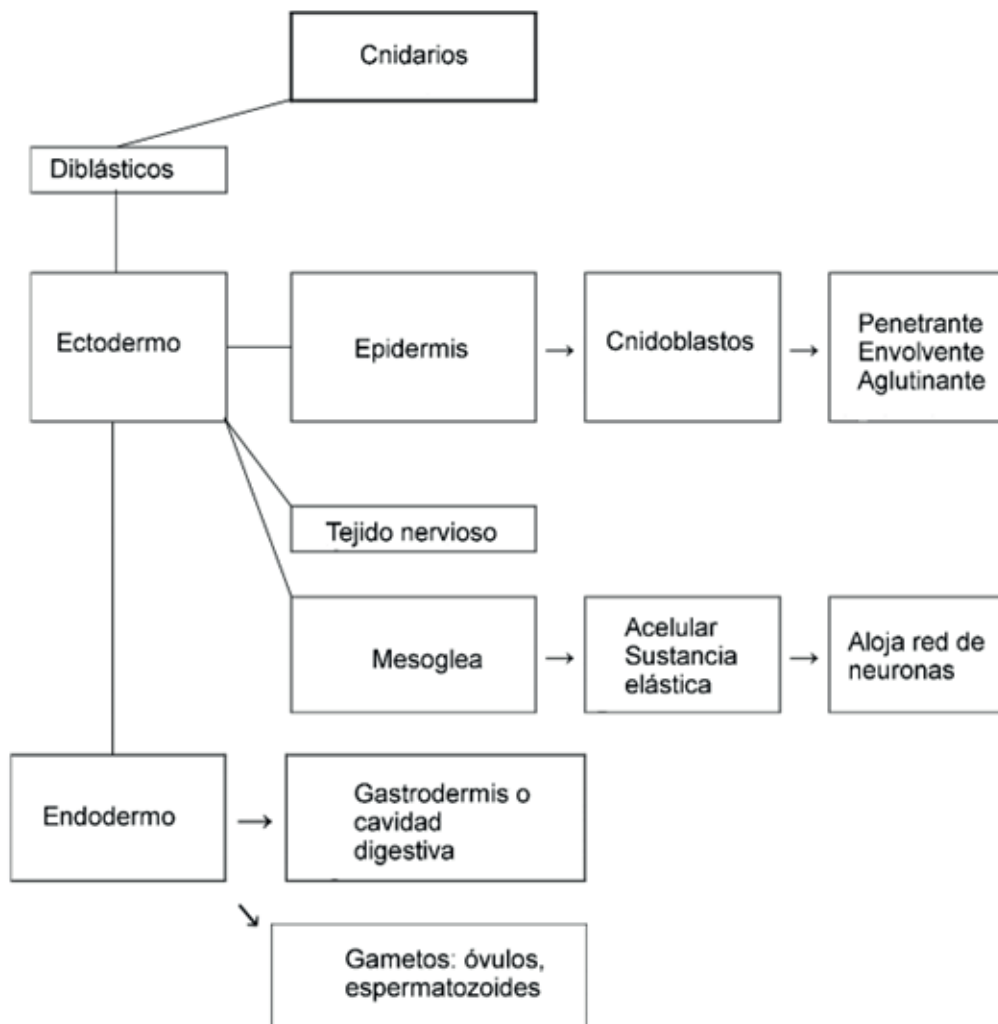 Cnidarios
Diblásticos
Ectodermo
Epidermis
Cnidoblastos
Penetrante
Envolvente
Aglutinante
Tejido nervioso
Mesoglea
Acelular
Sustancia
elástica
Aloja red de
neuronas
Endodermo
Gastrodermis o
cavidad
digestiva
Gametos: óvulos,
espermatozoides